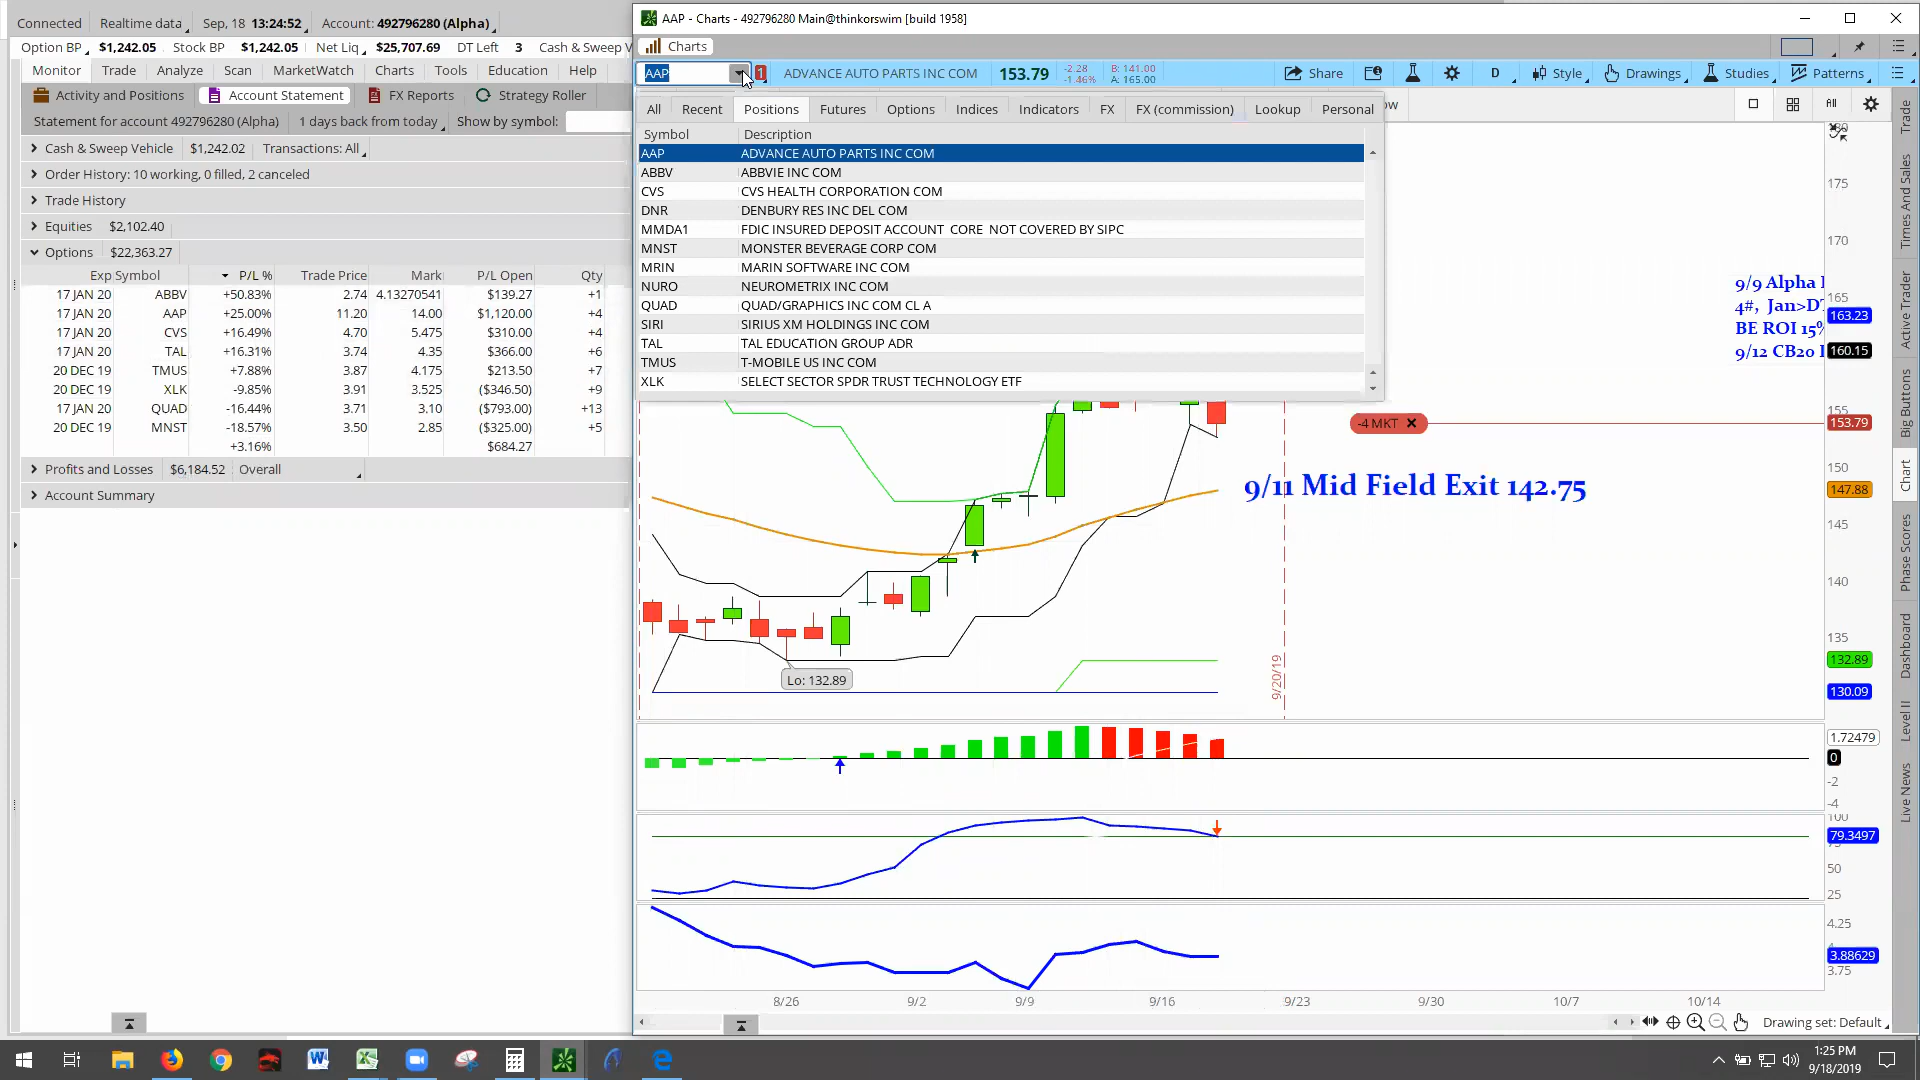 Connected Realtime data Sep, 18 13:24:52 Account: 492796280 (Alpha)
Option BP $1,242.05 Stock BP $1,242.05 Net Liq $25,707.69 DT Left 3 Cash & Sweep V
Monitor Trade Analyze Scan MarketWatch Charts Tools Education Help
Activity and Positions Account Statement FX Reports Strategy Roller
Statement for account 492796280 (Alpha) 1 days back from today Show by symbol:
Cash & Sweep Vehicle $1,242.02 Transactions: All
Order History: 10 working, 0 filled, 2 canceled
Trade History
Equities $2,102.40
Options $22,363.27
Exp Symbol P/L % Trade Price Mark P/L Open Qty
17 JAN 20 ABBV +50.83% 2.74 4.13270541 $139.27 +1
17 JAN 20 AAP +25.00% 11.20 14.00 $1,120.00 +4
17 JAN 20 CVS +16.49% 4.70 5.475 $310.00 +4
17 JAN 20 TAL +16.31% 3.74 4.35 $366.00 +6
20 DEC 19 TMUS +7.88% 3.87 4.175 $213.50 +7
20 DEC 19 XLK -9.85% 3.91 3.525 ($346.50) +9
17 JAN 20 QUAD -16.44% 3.71 3.10 ($793.00) +13
20 DEC 19 MNST -18.57% 3.50 2.85 ($325.00) +5
+3.16% $684.27
Profits and Losses $6,184.52 Overall
Account Summary
AAP - Charts - 492796280 Main@thinkorswim [build 1958]
Charts
AAP 1 ADVANCE AUTO PARTS INC COM 153.79 -2.28 -1.46% B: 141.00 A: 165.00 Share D Style Drawings Studies Patterns
All Recent Positions Futures Options Indices Indicators FX FX (commission) Lookup Personal ow All
Symbol Description
AAP ADVANCE AUTO PARTS INC COM
ABBV ABBVIE INC COM
CVS CVS HEALTH CORPORATION COM
DNR DENBURY RES INC DEL COM
MMDA1 FDIC INSURED DEPOSIT ACCOUNT CORE NOT COVERED BY SIPC
MNST MONSTER BEVERAGE CORP COM
MRIN MARIN SOFTWARE INC COM
NURO NEUROMETRIX INC COM
QUAD QUAD/GRAPHICS INC COM CL A
SIRI SIRIUS XM HOLDINGS INC COM
TAL TAL EDUCATION GROUP ADR
TMUS T-MOBILE US INC COM
XLK SELECT SECTOR SPDR TRUST TECHNOLOGY ETF
9/9 Alpha
4#, Jan>D
BE ROI 15%
9/12 CB20
175
170
165
163.23
160.15
155
153.79
150
147.88
145
140
135
132.89
130.09
-4 MKT
9/11 Mid Field Exit 142.75
Lo: 132.89
9/20/19
1.72479
0
-2
-4
100
79.3497
50
25
4.25
3.88629
3.75
8/26 9/2 9/9 9/16 9/23 9/30 10/7 10/14
Drawing set: Default
Trade
Times And Sales
Active Trader
Big Buttons
Chart
Phase Scores
Dashboard
Level II
Live News
1:25 PM
9/18/2019